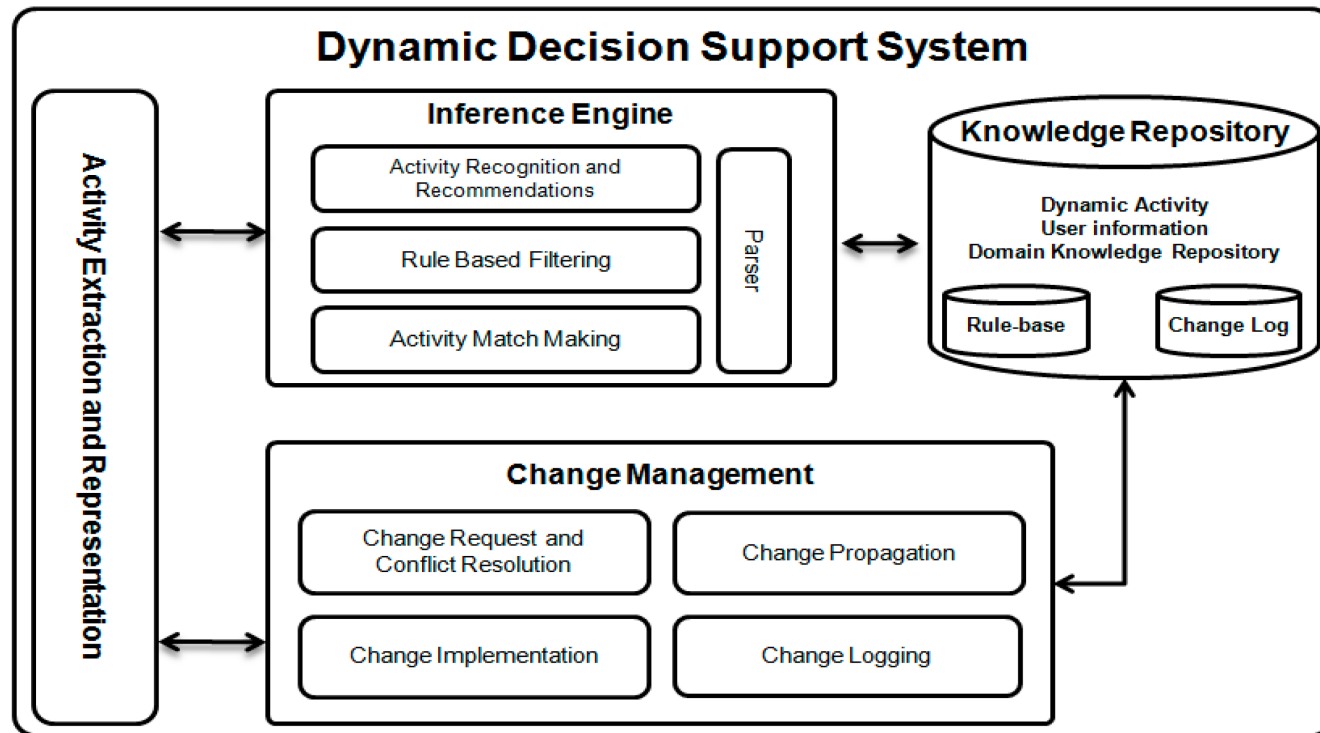 Dynamic Decision Support System
Activity Extraction and Representation
Inference Engine
Activity Recognition and
Recommendations
Rule Based Filtering
Activity Match Making
Parser
Knowledge Repository
Dynamic Activity
User information
Domain Knowledge Repository
Rule-base
Change Log
Change Management
Change Request and
Conflict Resolution
Change Propagation
Change Implementation
Change Logging